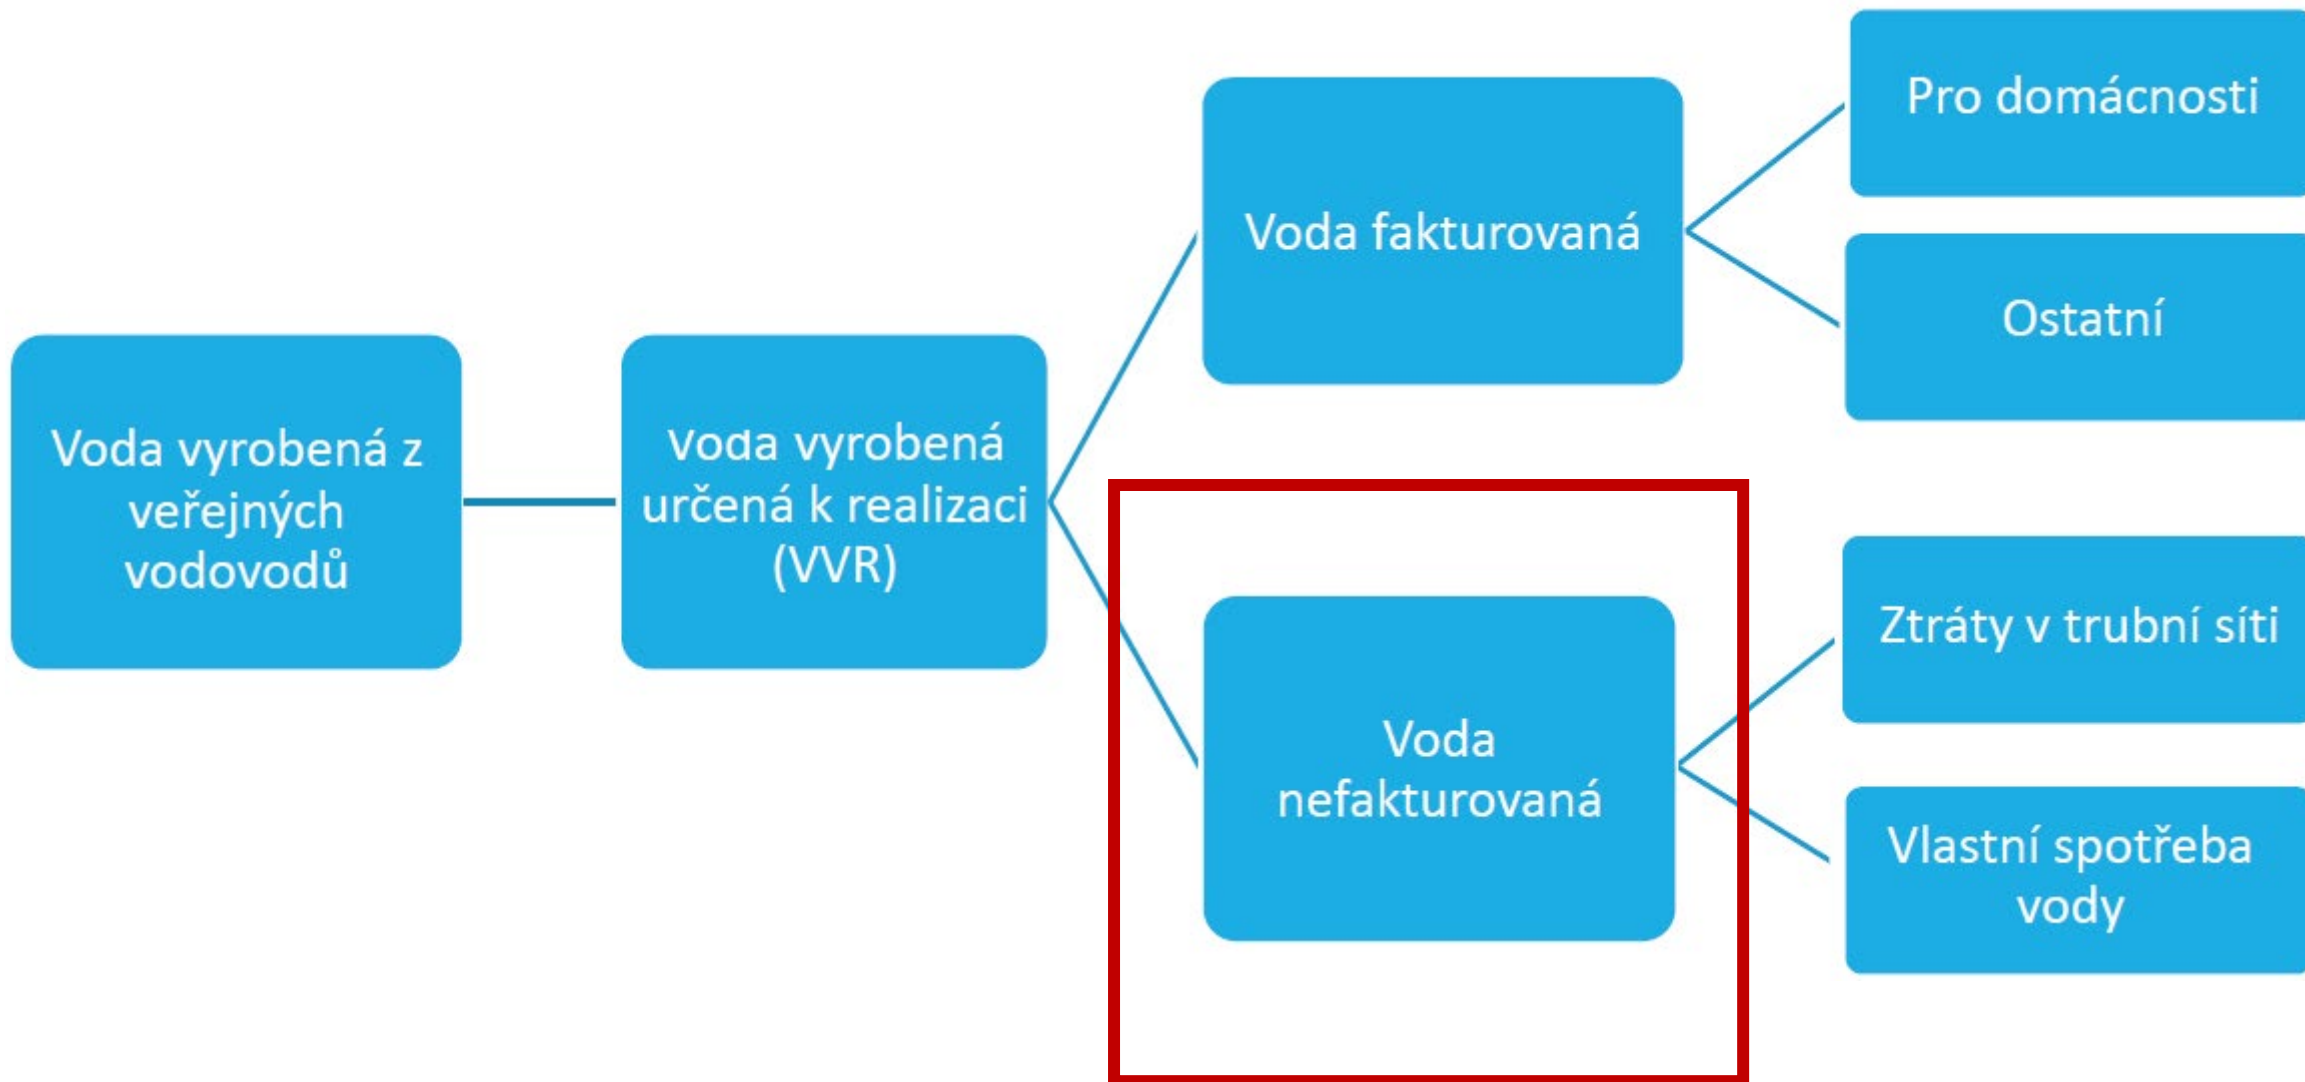 Voda vyrobená z
veřejných
vodovodů
Voda vyrobená
určená k realizaci
(VVR)
Voda fakturovaná
Pro domácnosti
Ostatní
Voda
nefakturovaná
Ztráty v trubní síti
Vlastní spotřeba
vody